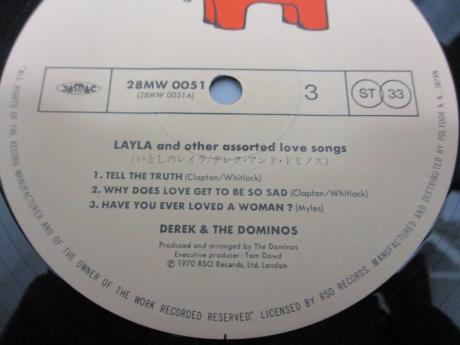 JASRAC
28MW 0051
(28MW 0051A)
3
ST 33
LAYLA and other assorted love songs
(いとしのレイラ/デレク・アンド・ドミノス)
1. TELL THE TRUTH (Clapton/Whitlock)
2. WHY DOES LOVE GET TO BE SO SAD (Clapton/Whitlock)
3. HAVE YOU EVER LOVED A WOMAN ? (Myles)
DEREK & THE DOMINOS
Produced and arranged by The Dominos
Executive producer: Tom Dowd
Ⓟ 1970 RSO Records, Ltd. London
"ALL RIGHTS OF THE RECORD MANUFACTURER AND OF THE OWNER OF THE WORK RECORDED RESERVED", LICENSED BY RSO RECORDS. MANUFACTURED AND DISTRIBUTED BY POLYDOR K. K. JAPAN